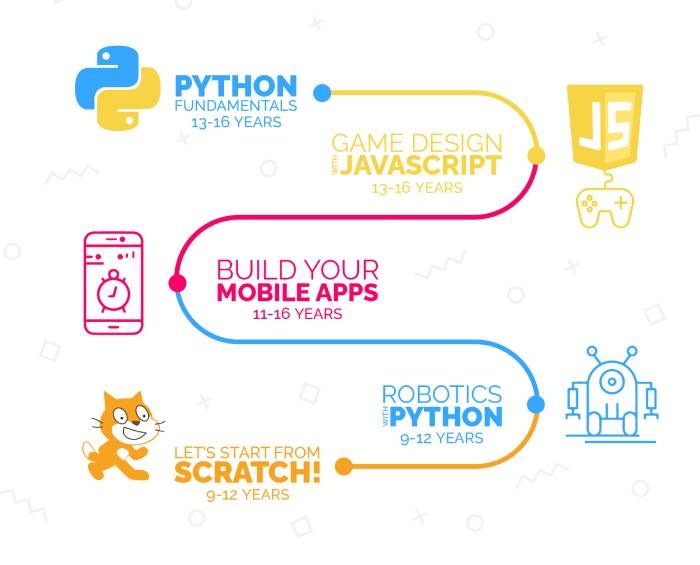 PYTHON
FUNDAMENTALS
13-16 YEARS
GAME DESIGN
WITH JAVASCRIPT
13-16 YEARS
JS
BUILD YOUR
MOBILE APPS
11-16 YEARS
ROBOTICS
WITH PYTHON
9-12 YEARS
LET'S START FROM
SCRATCH!
9-12 YEARS